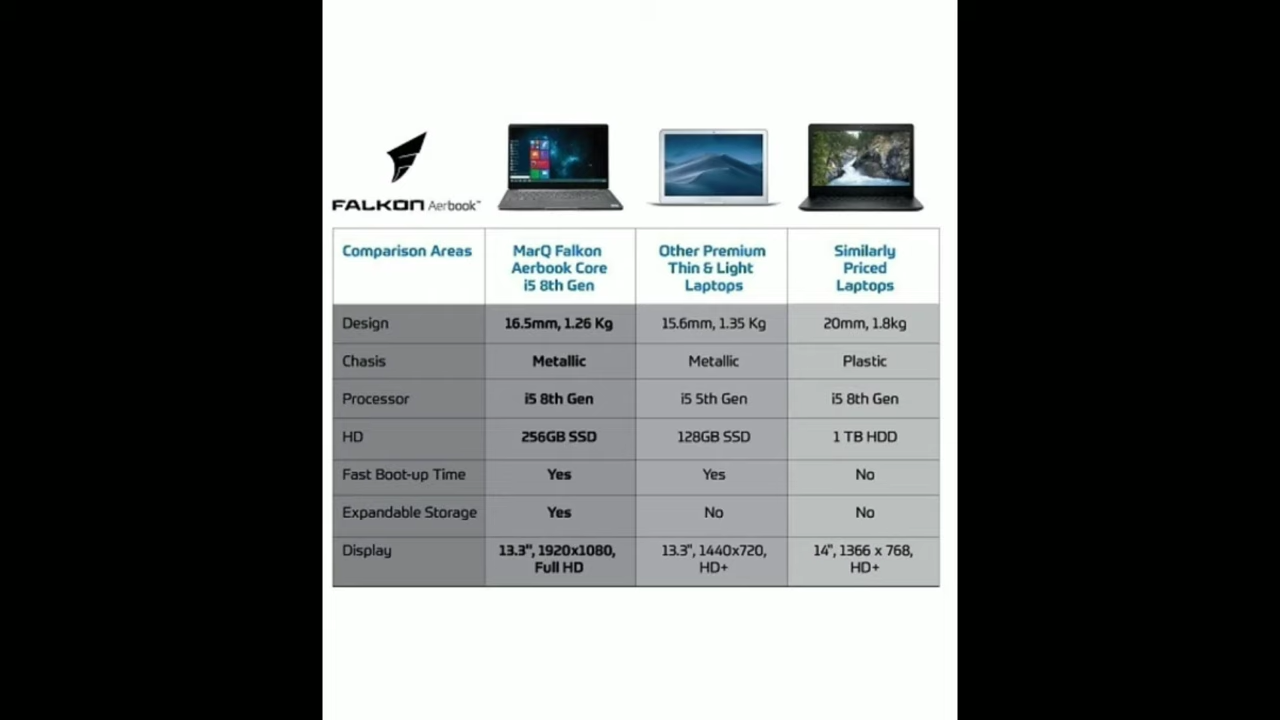 FALKON Aerbook™
Comparison Areas
MarQ Falkon
Aerbook Core
i5 8th Gen
Other Premium
Thin & Light
Laptops
Similarly
Priced
Laptops
Design
16.5mm, 1.26 Kg
15.6mm, 1.35 Kg
20mm, 1.8kg
Chasis
Metallic
Metallic
Plastic
Processor
i5 8th Gen
i5 5th Gen
i5 8th Gen
HD
256GB SSD
128GB SSD
1 TB HDD
Fast Boot-up Time
Yes
Yes
No
Expandable Storage
Yes
No
No
Display
13.3", 1920x1080,
Full HD
13.3", 1440x720,
HD+
14", 1366 x 768,
HD+